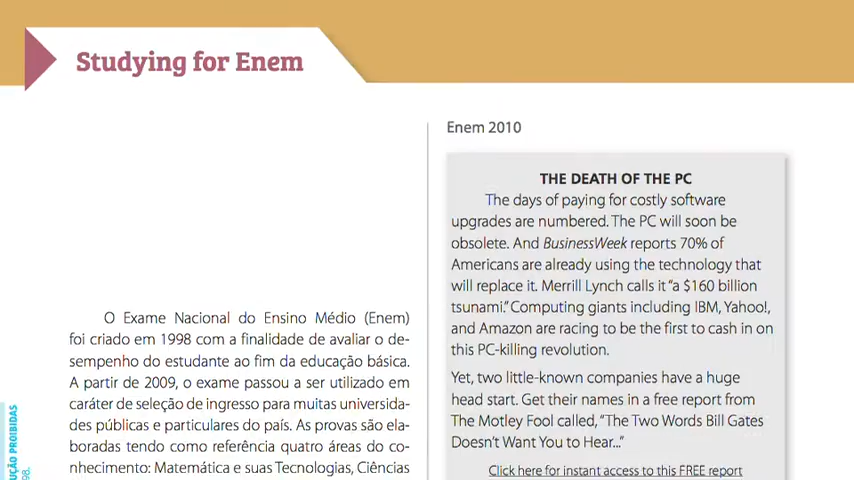 Studying for Enem
O Exame Nacional do Ensino Médio (Enem)
foi criado em 1998 com a finalidade de avaliar o de-
sempenho do estudante ao fim da educação básica.
A partir de 2009, o exame passou a ser utilizado em
caráter de seleção de ingresso para muitas universida-
des públicas e particulares do país. As provas são ela-
boradas tendo como referência quatro áreas do co-
nhecimento: Matemática e suas Tecnologias, Ciências
UÇÃO PROIBIDAS
98.
Enem 2010
THE DEATH OF THE PC
The days of paying for costly software
upgrades are numbered. The PC will soon be
obsolete. And BusinessWeek reports 70% of
Americans are already using the technology that
will replace it. Merrill Lynch calls it “a $160 billion
tsunami.” Computing giants including IBM, Yahoo!,
and Amazon are racing to be the first to cash in on
this PC-killing revolution.
Yet, two little-known companies have a huge
head start. Get their names in a free report from
The Motley Fool called, “The Two Words Bill Gates
Doesn’t Want You to Hear...”
Click here for instant access to this FREE report